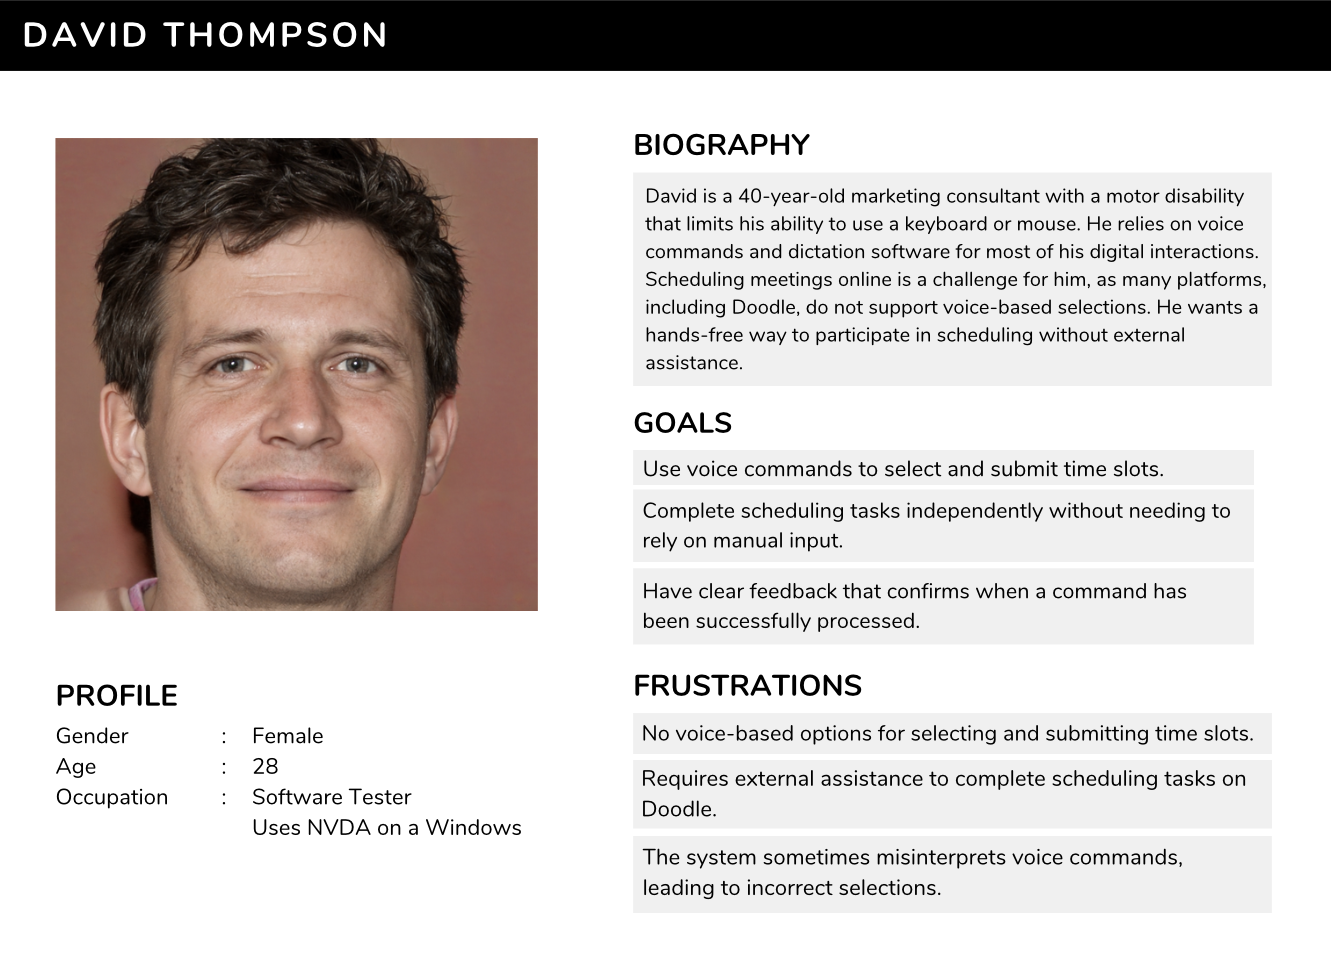 DAVID THOMPSON
BIOGRAPHY
David is a 40-year-old marketing consultant with a motor disability
that limits his ability to use a keyboard or mouse. He relies on voice
commands and dictation software for most of his digital interactions.
Scheduling meetings online is a challenge for him, as many platforms,
including Doodle, do not support voice-based selections. He wants a
hands-free way to participate in scheduling without external
assistance.
GOALS
Use voice commands to select and submit time slots.
Complete scheduling tasks independently without needing to
rely on manual input.
Have clear feedback that confirms when a command has
been successfully processed.
FRUSTRATIONS
No voice-based options for selecting and submitting time slots.
Requires external assistance to complete scheduling tasks on
Doodle.
The system sometimes misinterprets voice commands,
leading to incorrect selections.
PROFILE
Gender : Female
Age : 28
Occupation : Software Tester
Uses NVDA on a Windows